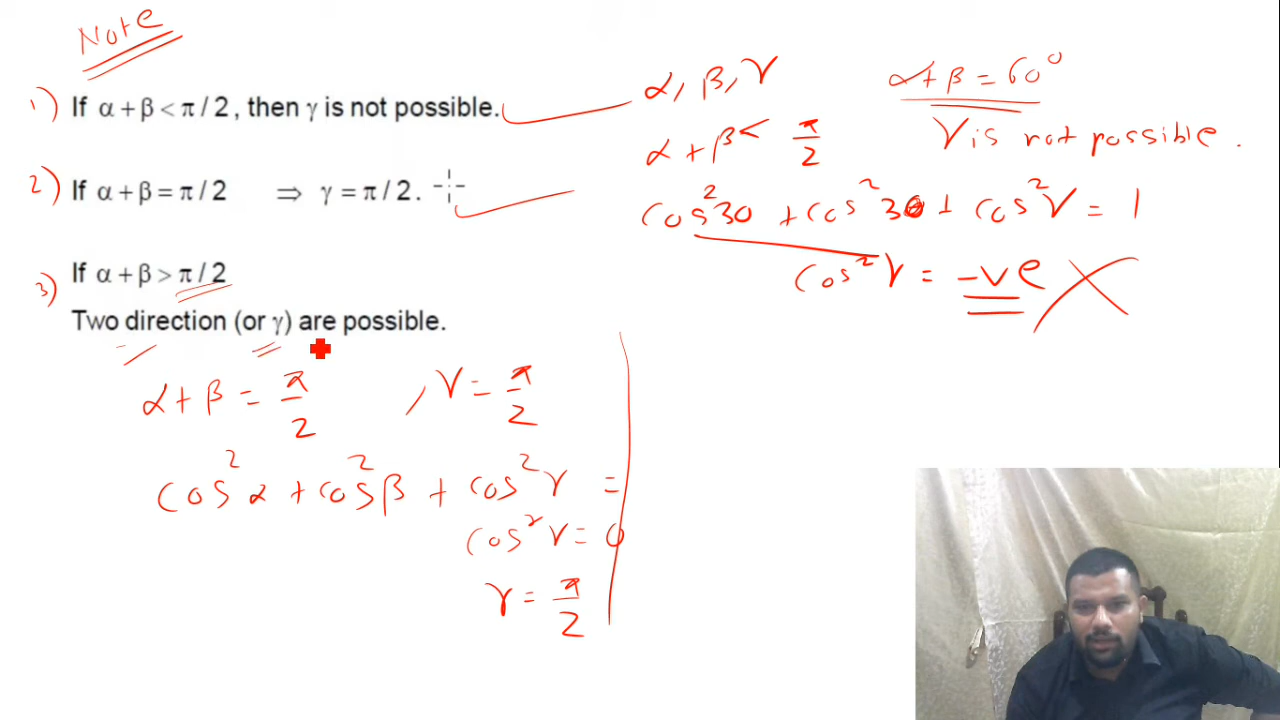 Note
1) If α + β < π / 2, then γ is not possible.
2) If α + β = π / 2 ⇒ γ = π / 2.
3) If α + β > π / 2
Two direction (or γ) are possible.
α + β = π/2 , γ = π/2
cos²α + cos²β + cos²γ =
cos²γ = 0
γ = π/2
α, β, γ
α + β < π/2
α + β = 60°
γ is not possible.
cos²30 + cos²30 + cos²γ = 1
cos²γ = -ve